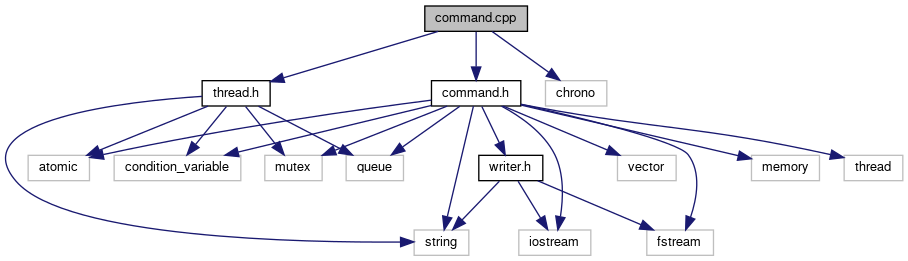 command.cpp
thread.h
command.h
chrono
atomic
condition_variable
mutex
queue
writer.h
vector
memory
thread
string
iostream
fstream